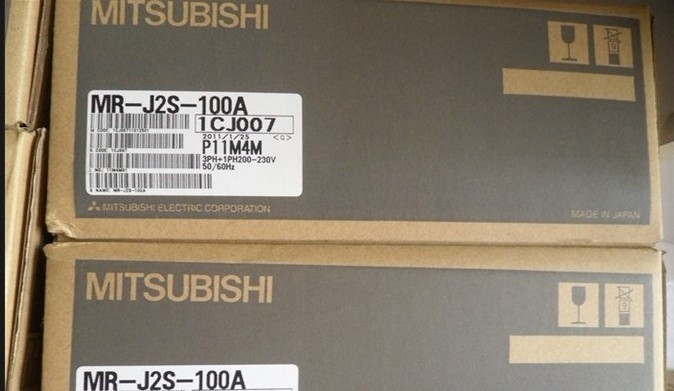 MITSUBISHI
MR-J2S-100A
1CJ007
2011/1/25 <G>
P11M4M
3PH+1PH200-230V
50/60Hz
MITSUBISHI ELECTRIC CORPORATION
MADE IN JAPAN
MITSUBISHI
MR-J2S-100A